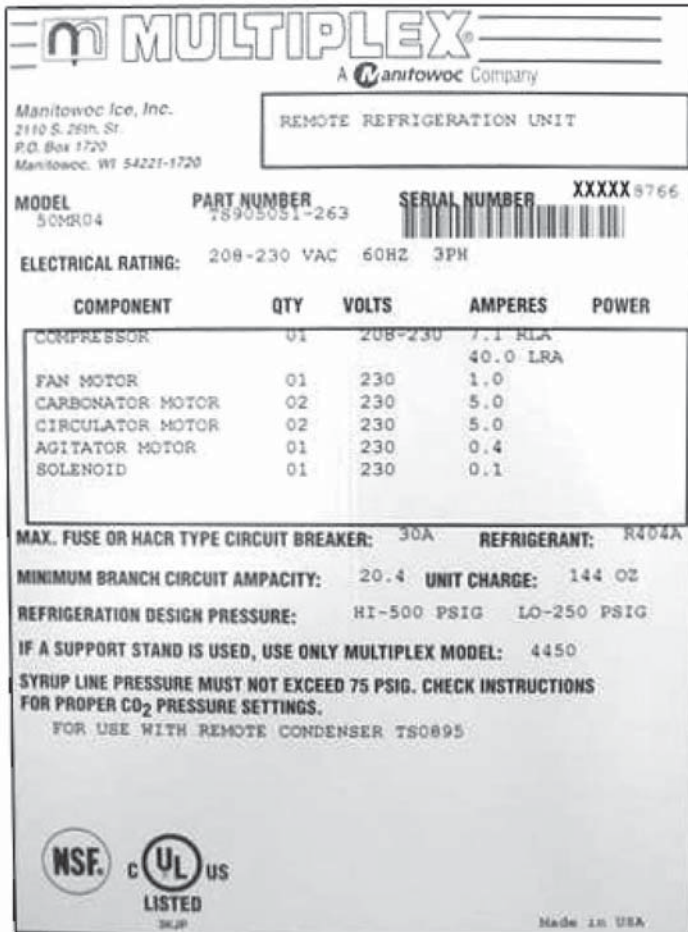 MULTIPLEX®
A Manitowoc Company
Manitowoc Ice, Inc.
2110 S. 26th. St.
P.O. Box 1720
Manitowoc, WI 54221-1720
REMOTE REFRIGERATION UNIT
MODEL PART NUMBER SERIAL NUMBER XXXXX8766
50MR04 TS905051-263
ELECTRICAL RATING: 208-230 VAC 60HZ 3PH
COMPONENT QTY VOLTS AMPERES POWER
COMPRESSOR 01 208-230 7.1 RLA
40.0 LRA
FAN MOTOR 01 230 1.0
CARBONATOR MOTOR 02 230 5.0
CIRCULATOR MOTOR 02 230 5.0
AGITATOR MOTOR 01 230 0.4
SOLENOID 01 230 0.1
MAX. FUSE OR HACR TYPE CIRCUIT BREAKER: 30A REFRIGERANT: R404A
MINIMUM BRANCH CIRCUIT AMPACITY: 20.4 UNIT CHARGE: 144 OZ
REFRIGERATION DESIGN PRESSURE: HI-500 PSIG LO-250 PSIG
IF A SUPPORT STAND IS USED, USE ONLY MULTIPLEX MODEL: 4450
SYRUP LINE PRESSURE MUST NOT EXCEED 75 PSIG. CHECK INSTRUCTIONS
FOR PROPER CO2 PRESSURE SETTINGS.
FOR USE WITH REMOTE CONDENSER TS0895
NSF. C UL US
LISTED
Made in USA